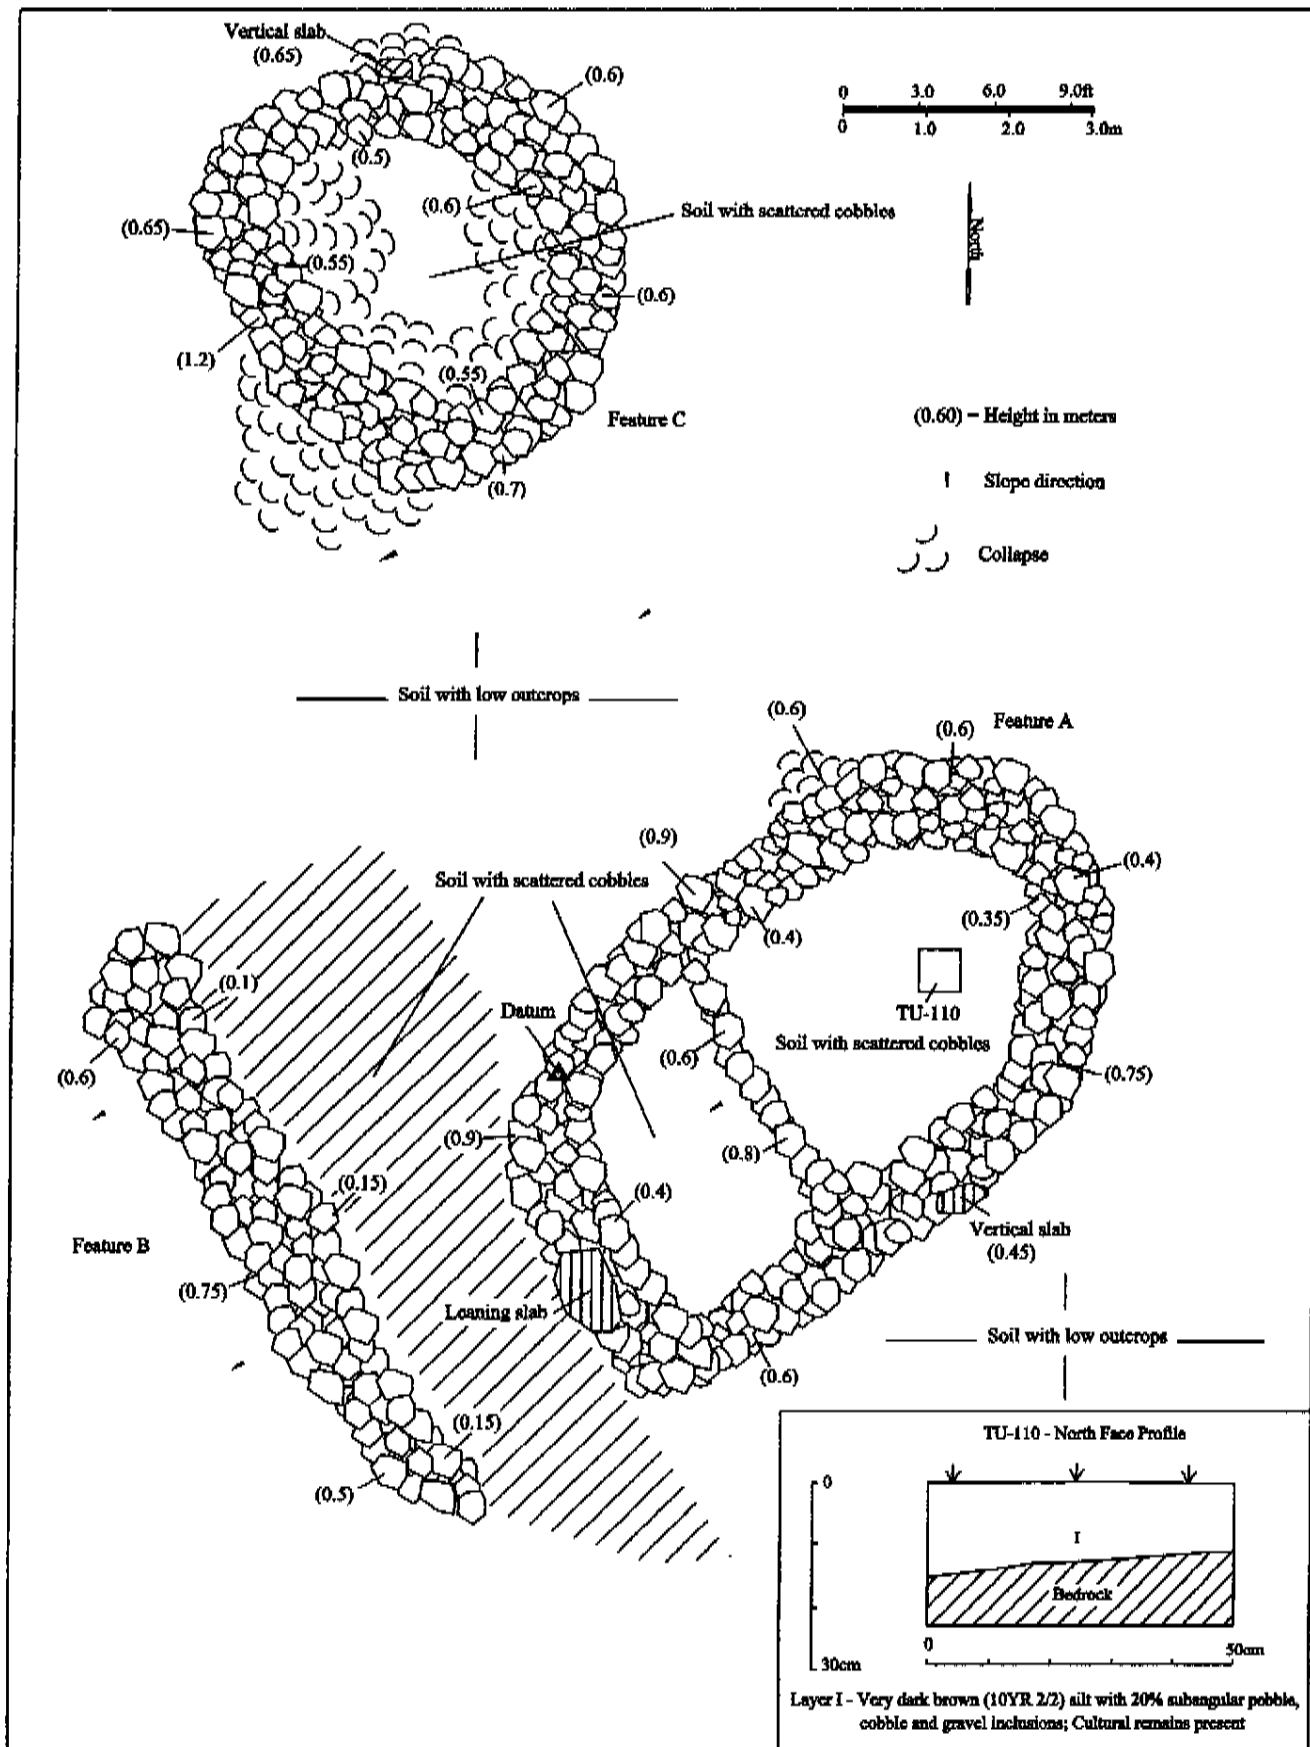 Vertical slab
(0.65)
(0.6)
0 3.0 6.0 9.0ft
0 1.0 2.0 3.0m
(0.5)
(0.6)
Soil with scattered cobbles
(0.65)
North
(0.55)
(0.6)
(1.2)
(0.55)
Feature C
(0.60) - Height in meters
Slope direction
(0.7)
Collapse
Soil with low outcrops
(0.6)
Feature A
(0.6)
(0.9)
(0.4)
Soil with scattered cobbles
(0.35)
(0.4)
(0.1)
Datum
TU-110
Soil with scattered cobbles
(0.6)
(0.6)
(0.75)
(0.9)
(0.8)
(0.15)
(0.4)
Vertical slab
(0.45)
Feature B
(0.75)
Leaning slab
Soil with low outcrops
(0.6)
(0.15)
(0.5)
TU-110 - North Face Profile
0
I
Bedrock
0 50cm
30cm
Layer I - Very dark brown (10YR 2/2) silt with 20% subangular pebble,
cobble and gravel inclusions; Cultural remains present